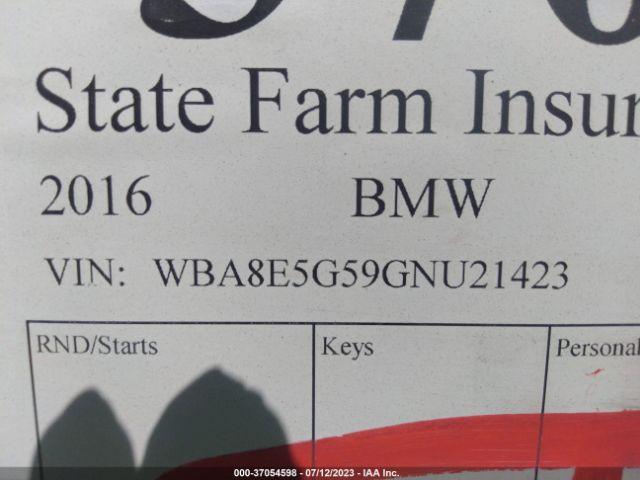 State Farm Insur
2016 BMW
VIN: WBA8E5G59GNU21423
RND/Starts Keys Personal
000-37054598 - 07/12/2023 - IAA Inc.